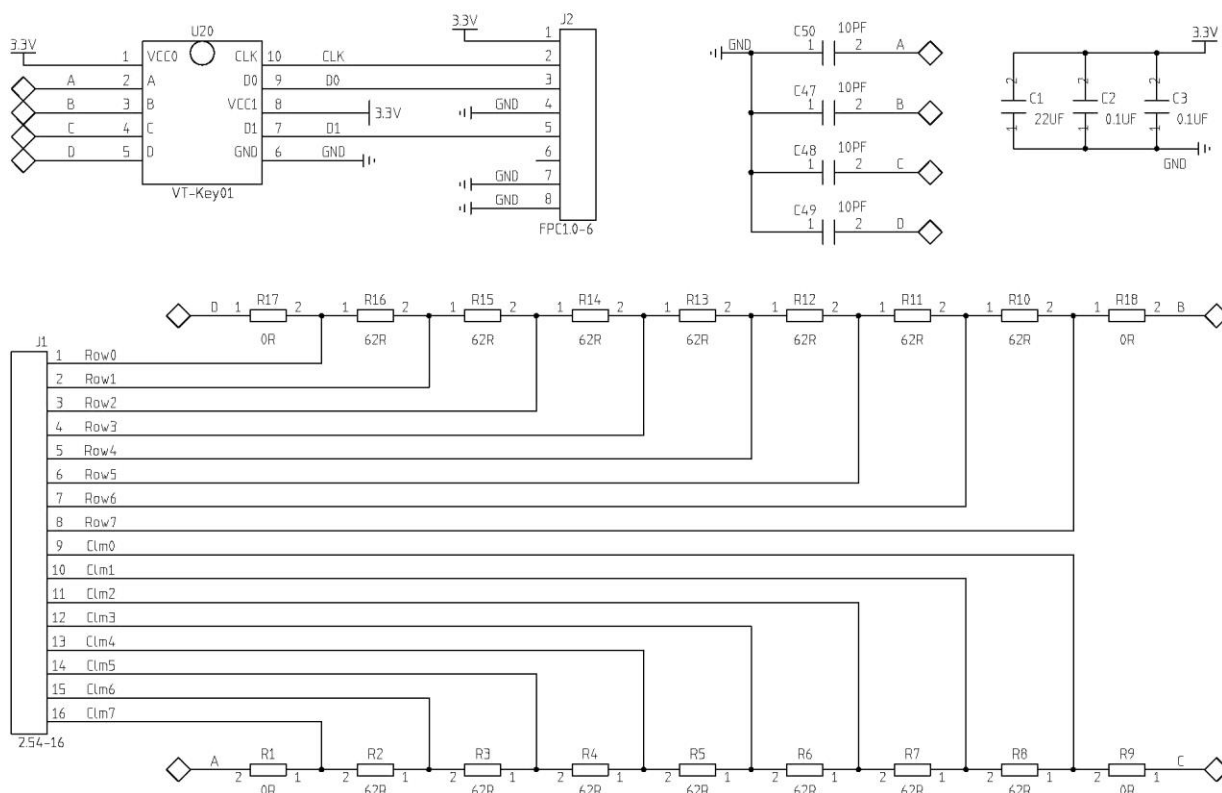 U20
3.3V
1 VCC0 CLK 10 CLK
A 2 A D0 9 D0
B 3 B VCC1 8 3.3V
C 4 C D1 7 D1
D 5 D GND 6 GND
VT-Key01
J2
3.3V
1
2
3
GND 4
5
6
GND 7
GND 8
FPC1.0-6
GND
C50 10PF
1 2 A
C47 10PF
1 2 B
C48 10PF
1 2 C
C49 10PF
1 2 D
3.3V
2 2 2
C1 C2 C3
22UF 0.1UF 0.1UF
1 1 1
GND
D 1 R17 2 1 R16 2 1 R15 2 1 R14 2 1 R13 2 1 R12 2 1 R11 2 1 R10 2 1 R18 2 B
0R 62R 62R 62R 62R 62R 62R 62R 0R
J1
1 Row0
2 Row1
3 Row2
4 Row3
5 Row4
6 Row5
7 Row6
8 Row7
9 Clm0
10 Clm1
11 Clm2
12 Clm3
13 Clm4
14 Clm5
15 Clm6
16 Clm7
2.54-16
A R1 R2 R3 R4 R5 R6 R7 R8 R9 C
2 1 2 1 2 1 2 1 2 1 2 1 2 1 2 1 2 1
0R 62R 62R 62R 62R 62R 62R 62R 0R